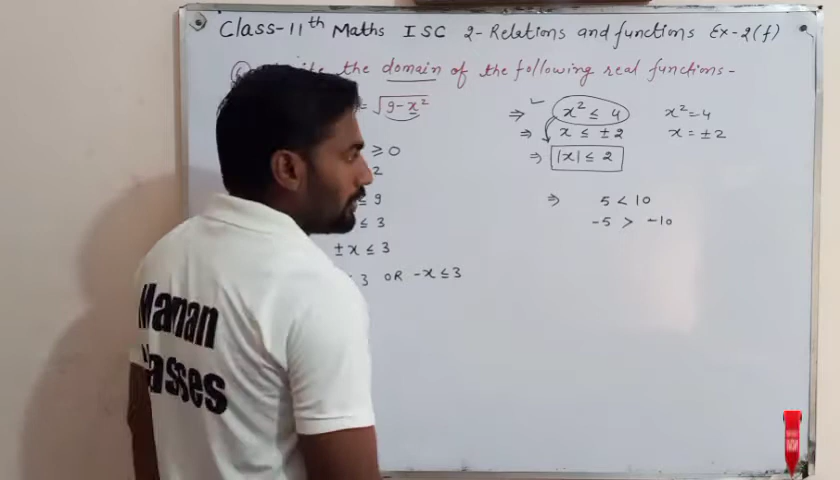 Class-11th Maths ISC 2-Relations and functions Ex-2(f)
the domain of the following real functions-
= √9-x²
≥ 0
2
≤ 9
≤ 3
±x ≤ 3
3 OR -x ≤ 3
⇒ x² ≤ 4
⇒ x ≤ ±2
⇒ |x| ≤ 2
x² = 4
x = ±2
⇒ 5 < 10
-5 > -10
Manan
lasses